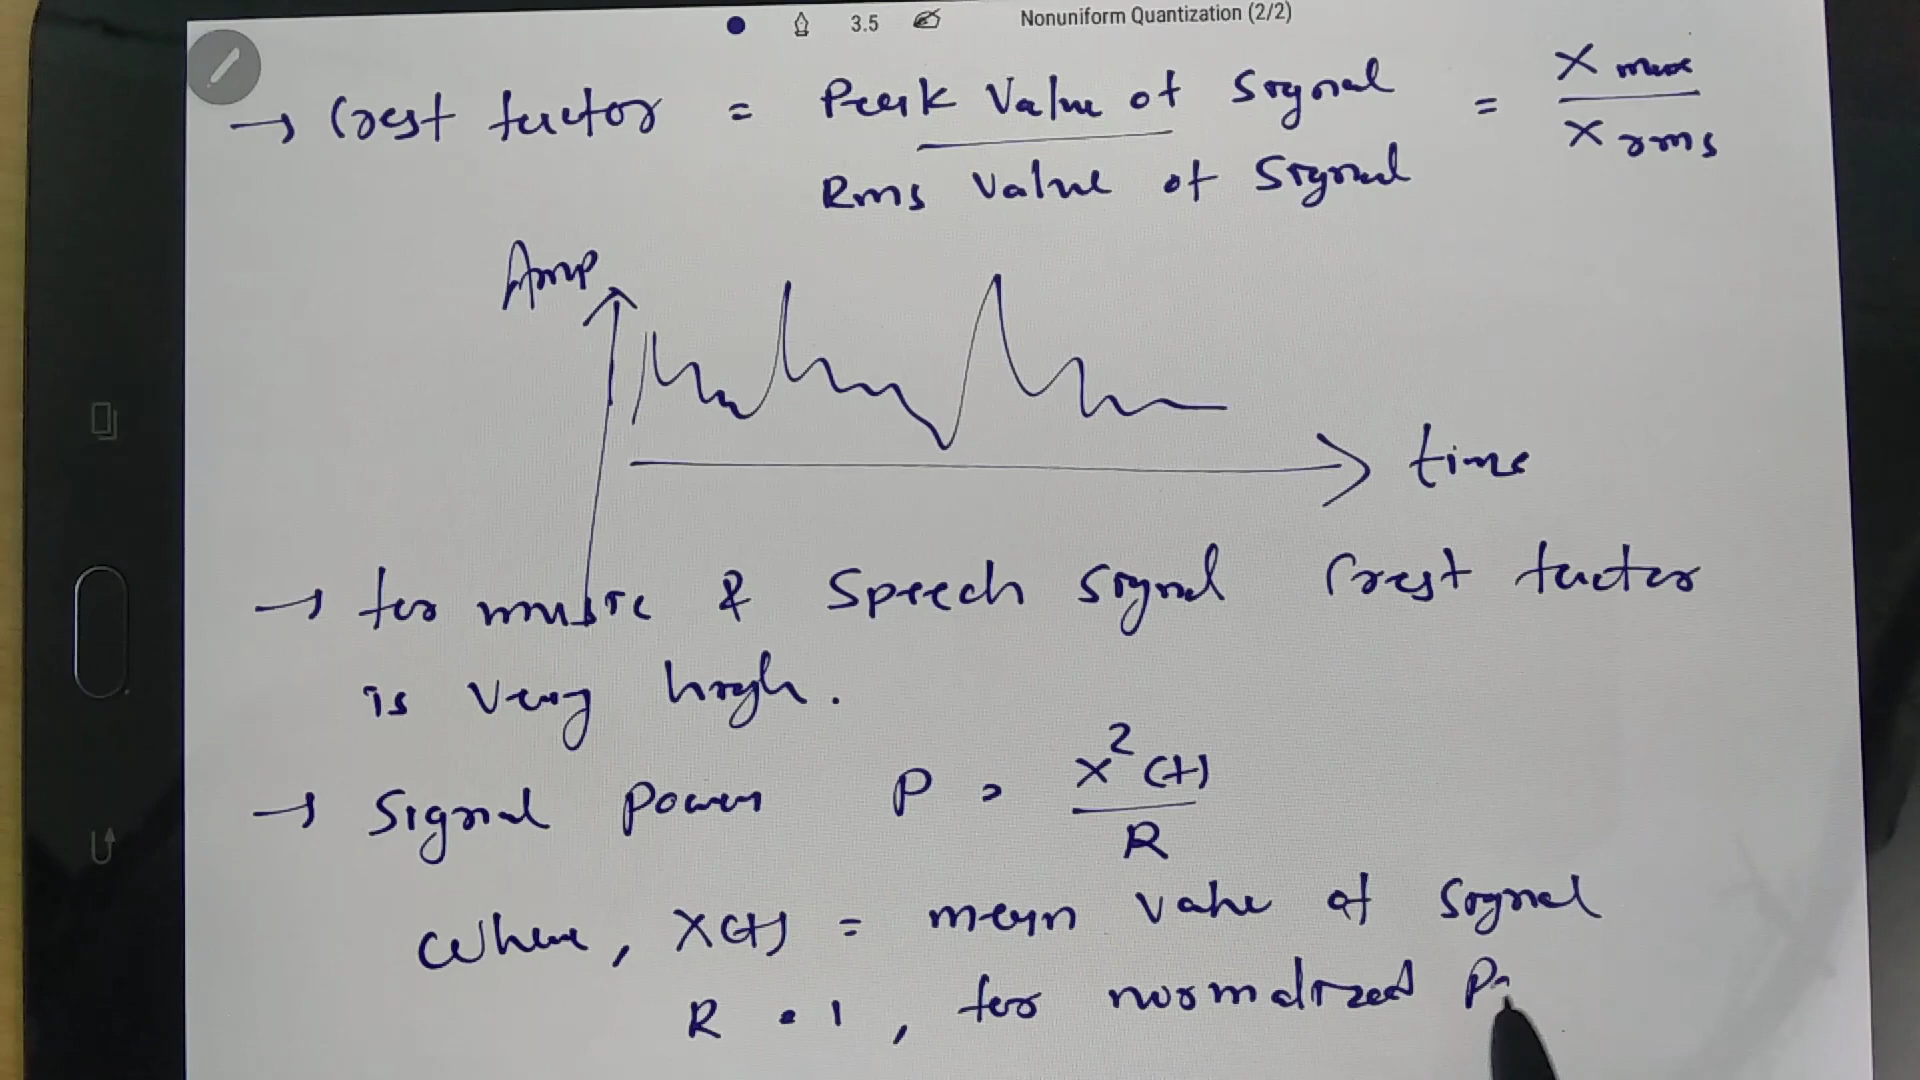 3.5 Nonuniform Quantization (2/2)
→ Crest factor = Peak Value of Signal / Rms Value of Signal = Xmax / Xrms
Amp
time
→ for music & Speech signal Crest factor
is very high.
→ Signal Power P = x²(t) / R
Where, x(t) = mean value of signal
R = 1, for normalized P